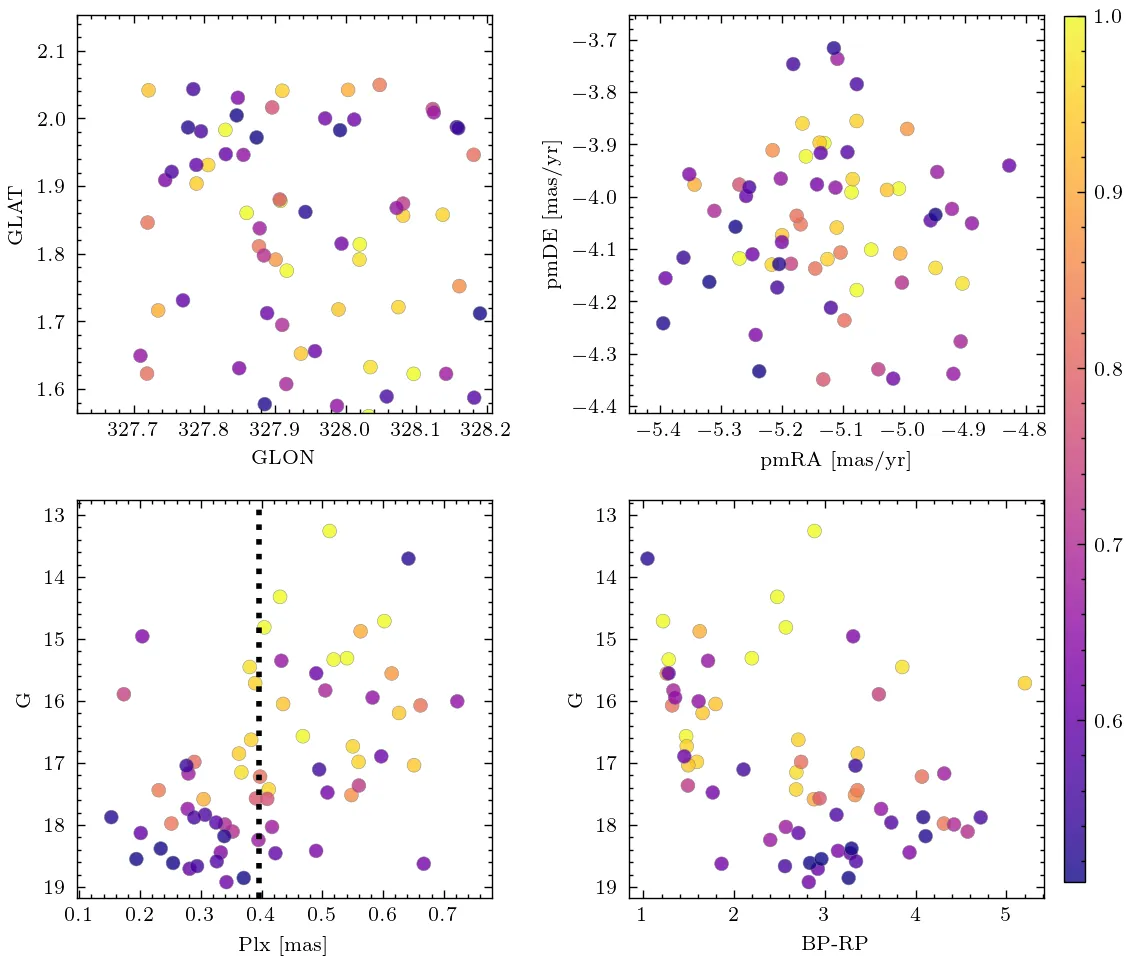 2.1
2.0
1.9
1.8
1.7
1.6
GLAT
327.7 327.8 327.9 328.0 328.1 328.2
GLON
−3.7
−3.8
−3.9
−4.0
−4.1
−4.2
−4.3
−4.4
pmDE [mas/yr]
−5.4 −5.3 −5.2 −5.1 −5.0 −4.9 −4.8
pmRA [mas/yr]
1.0
0.9
0.8
0.7
0.6
13
14
15
16
17
18
19
G
0.1 0.2 0.3 0.4 0.5 0.6 0.7
Plx [mas]
13
14
15
16
17
18
19
G
1 2 3 4 5
BP-RP